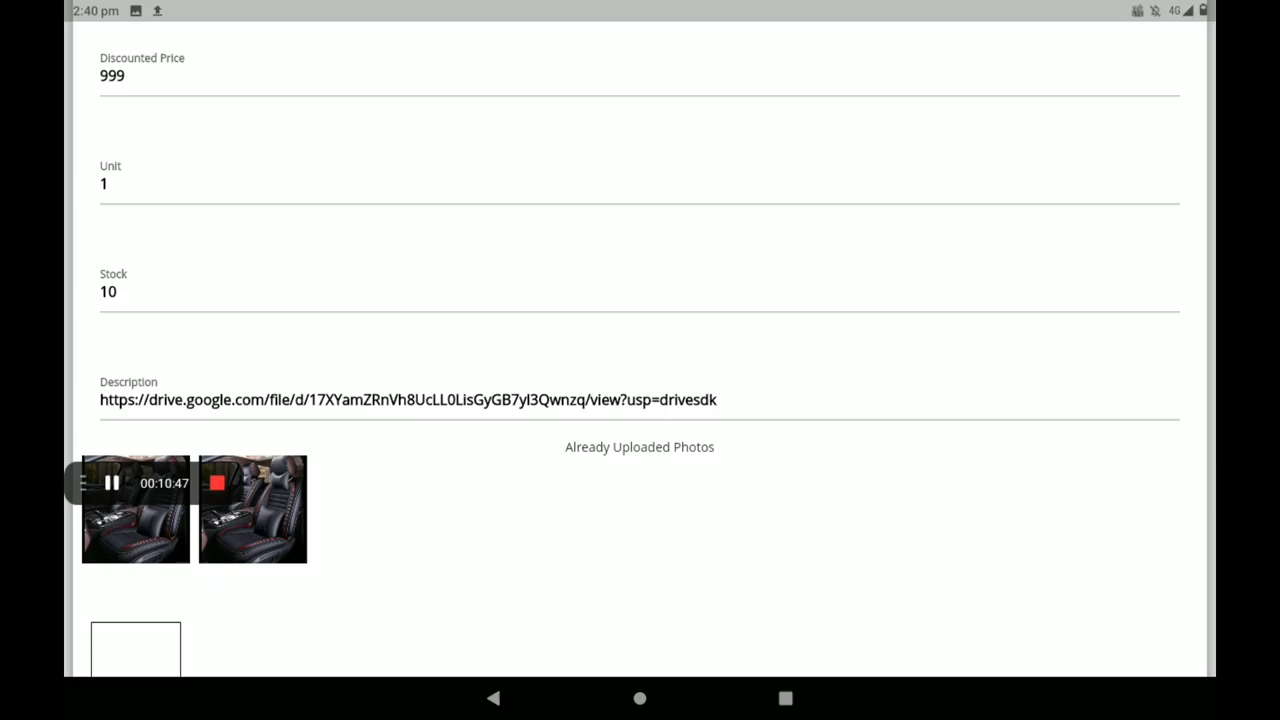 2:40 pm
4G
Discounted Price
999
Unit
1
Stock
10
Description
https://drive.google.com/file/d/17XYamZRnVh8UcLL0LisGyGB7yl3Qwnzq/view?usp=drivesdk
Already Uploaded Photos
00:10:47